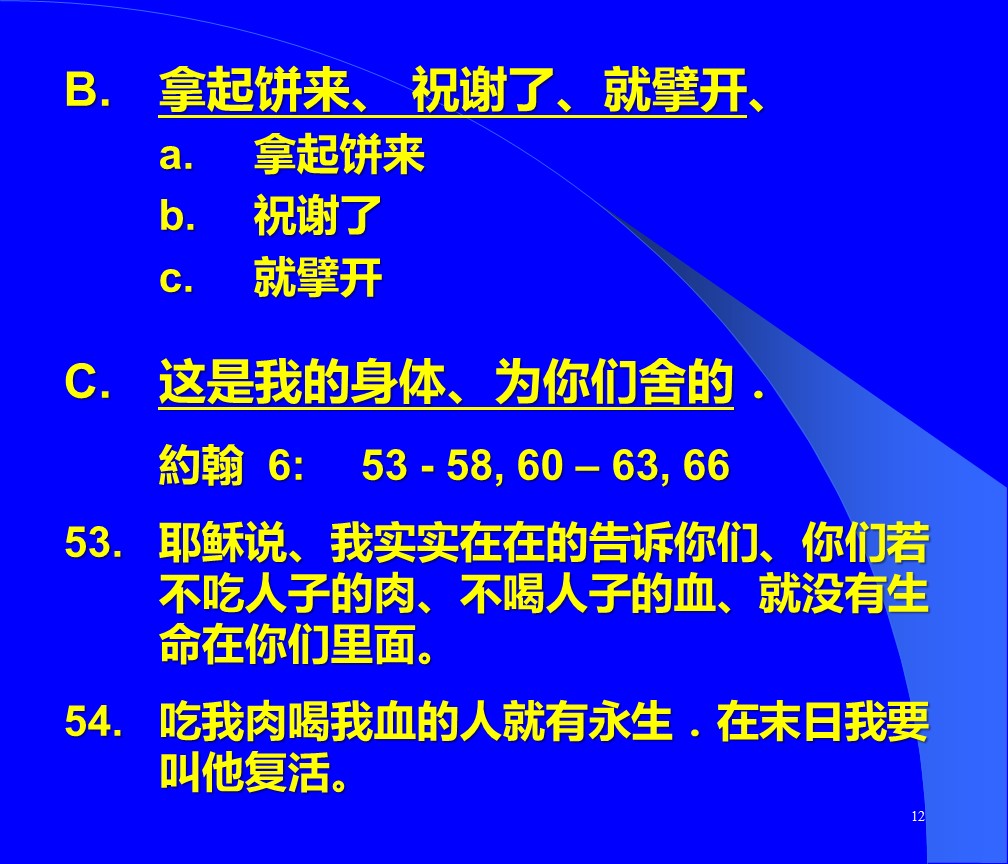 B. 拿起饼来、 祝谢了、就擘开、
a. 拿起饼来
b. 祝谢了
c. 就擘开
C. 这是我的身体、为你们舍的．
約翰 6: 53 - 58, 60 – 63, 66
53. 耶稣说、我实实在在的告诉你们、你们若
不吃人子的肉、不喝人子的血、就没有生
命在你们里面。
54. 吃我肉喝我血的人就有永生．在末日我要
叫他复活。
12